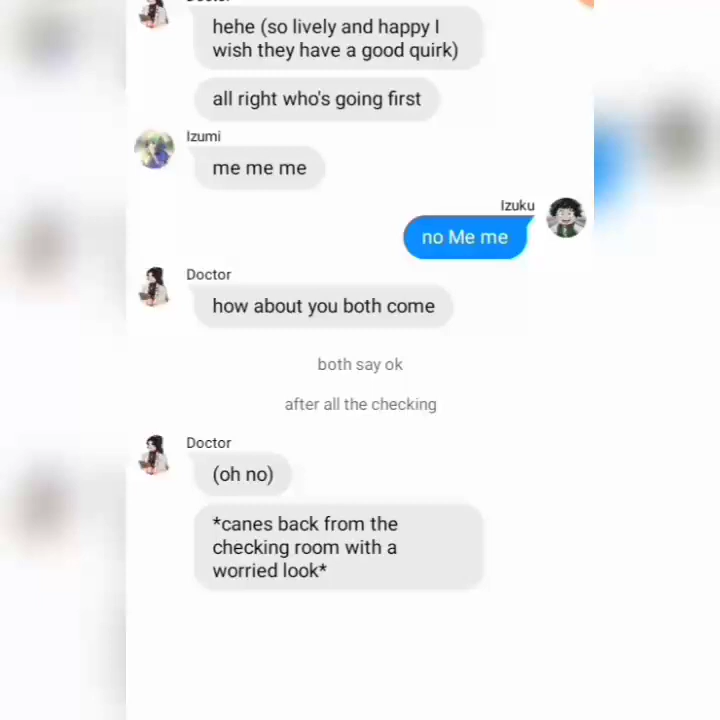 hehe (so lively and happy I
wish they have a good quirk)
all right who's going first
Izumi
me me me
Izuku
no Me me
Doctor
how about you both come
both say ok
after all the checking
Doctor
(oh no)
*canes back from the
checking room with a
worried look*